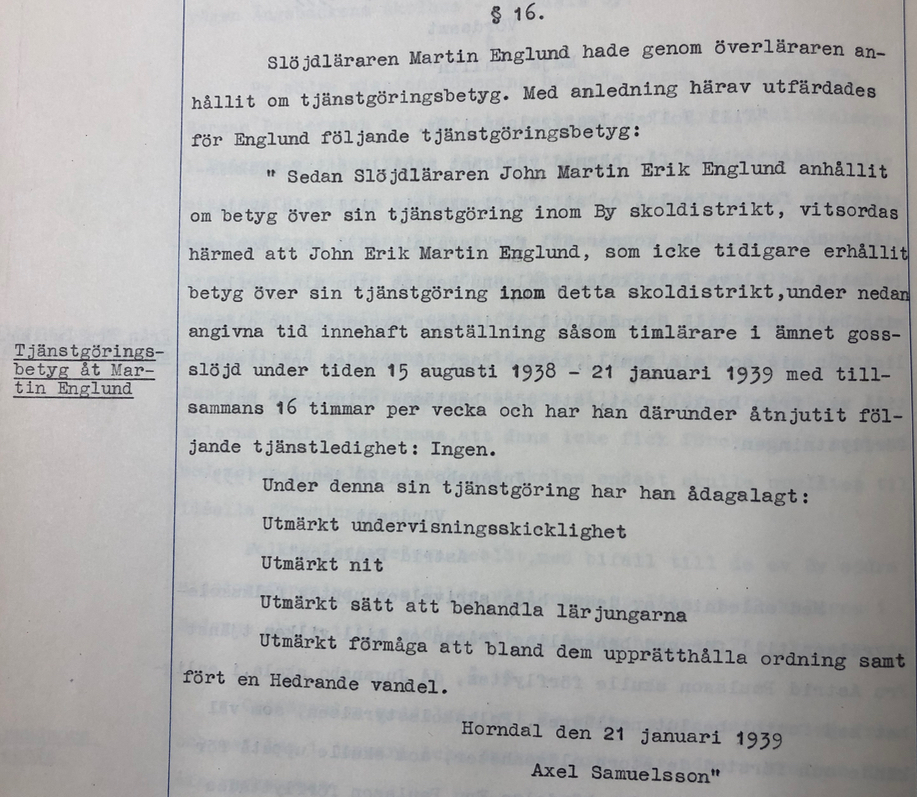 § 16.
Slöjdläraren Martin Englund hade genom överläraren an-
hållit om tjänstgöringsbetyg. Med anledning härav utfärdades
för Englund följande tjänstgöringsbetyg:
" Sedan Slöjdläraren John Martin Erik Englund anhållit
om betyg över sin tjänstgöring inom By skoldistrikt, vitsordas
härmed att John Erik Martin Englund, som icke tidigare erhållit
betyg över sin tjänstgöring inom detta skoldistrikt,under nedan
angivna tid innehaft anställning såsom timlärare i ämnet goss-
slöjd under tiden 15 augusti 1938 - 21 januari 1939 med till-
sammans 16 timmar per vecka och har han därunder åtnjutit föl-
jande tjänstledighet: Ingen.
Tjänstgörings-
betyg åt Mar-
tin Englund
Under denna sin tjänstgöring har han ådagalagt:
Utmärkt undervisningsskicklighet
Utmärkt nit
Utmärkt sätt att behandla lärjungarna
Utmärkt förmåga att bland dem upprätthålla ordning samt
fört en Hedrande vandel.
Horndal den 21 januari 1939
Axel Samuelsson"